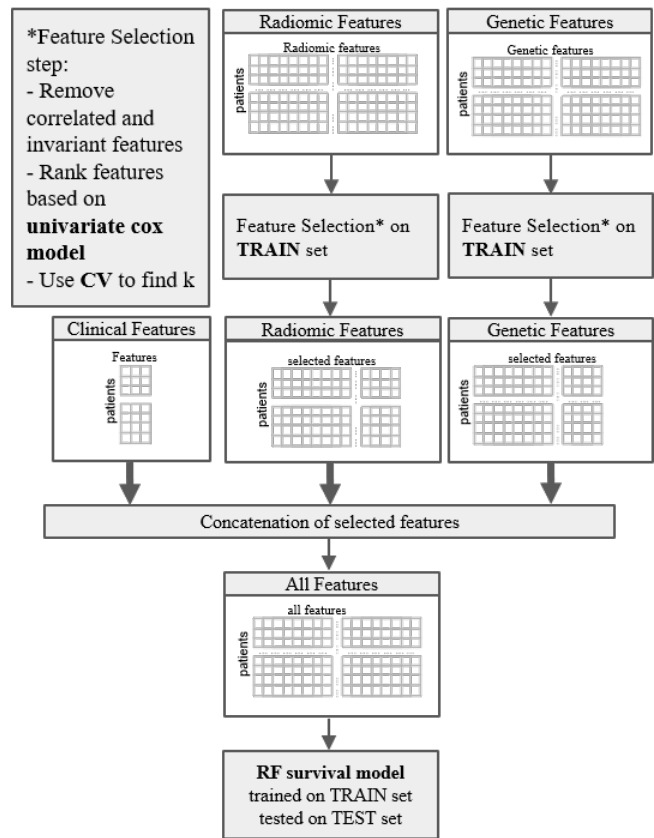 *Feature Selection
step:
- Remove
correlated and
invariant features
- Rank features
based on
univariate cox
model
- Use CV to find k
Radiomic Features
Radiomic features
patients
Genetic Features
Genetic features
patients
Feature Selection* on
TRAIN set
Feature Selection* on
TRAIN set
Clinical Features
Features
patients
Radiomic Features
selected features
patients
Genetic Features
selected features
patients
Concatenation of selected features
All Features
all features
patients
RF survival model
trained on TRAIN set
tested on TEST set